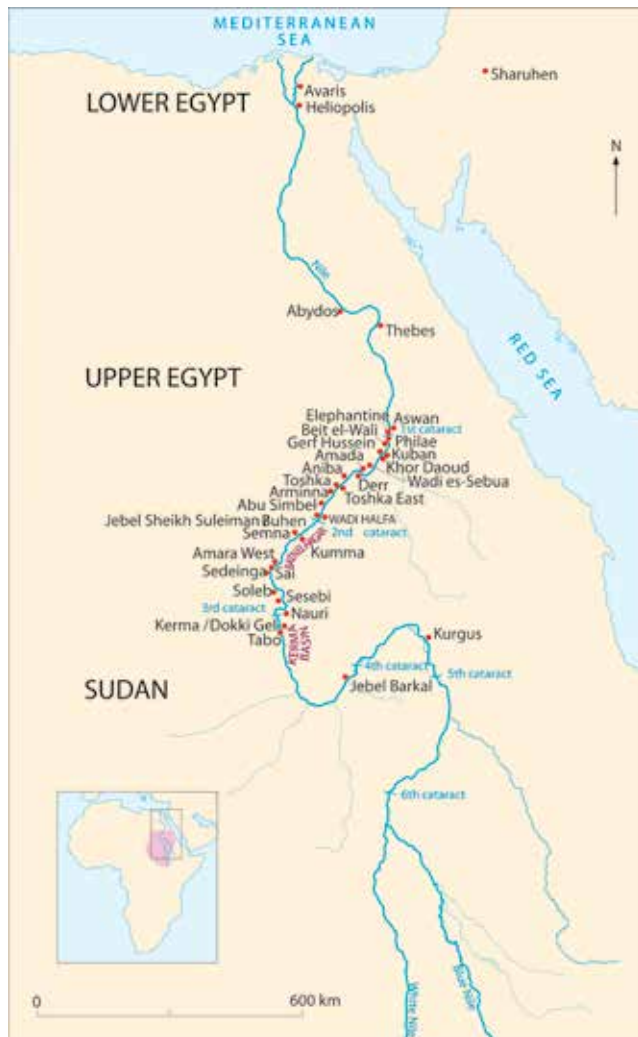 MEDITERRANEAN
SEA
Sharuhen
Avaris
LOWER EGYPT
Heliopolis
N
Nile
Abydos
Thebes
RED SEA
UPPER EGYPT
Elephantine
Aswan
Beit el-Wali
1st cataract
Gerf Hussein
Philae
Amada
Kuban
Khor Daoud
Aniba
Derr
Wadi es-Sebua
Toshka
Toshka East
Arminna
Abu Simbel
Jebel Sheikh Suleiman
Buhen
WADI HALFA
Semna
2nd cataract
Kumma
Amara West
Sedeinga
Sai
Soleb
Sesebi
3rd cataract
Nauri
Kerma /Dokki Gel
KERMA
BASIN
Tabo
Kurgus
4th cataract
5th cataract
Jebel Barkal
SUDAN
6th cataract
0
600 km
White Nile
Blue Nile